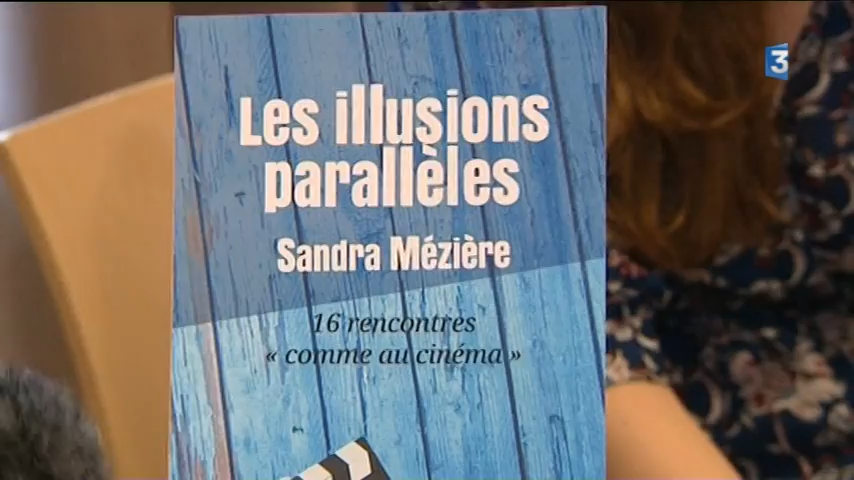 3
Les illusions
parallèles
Sandra Mézière
16 rencontres
« comme au cinéma »